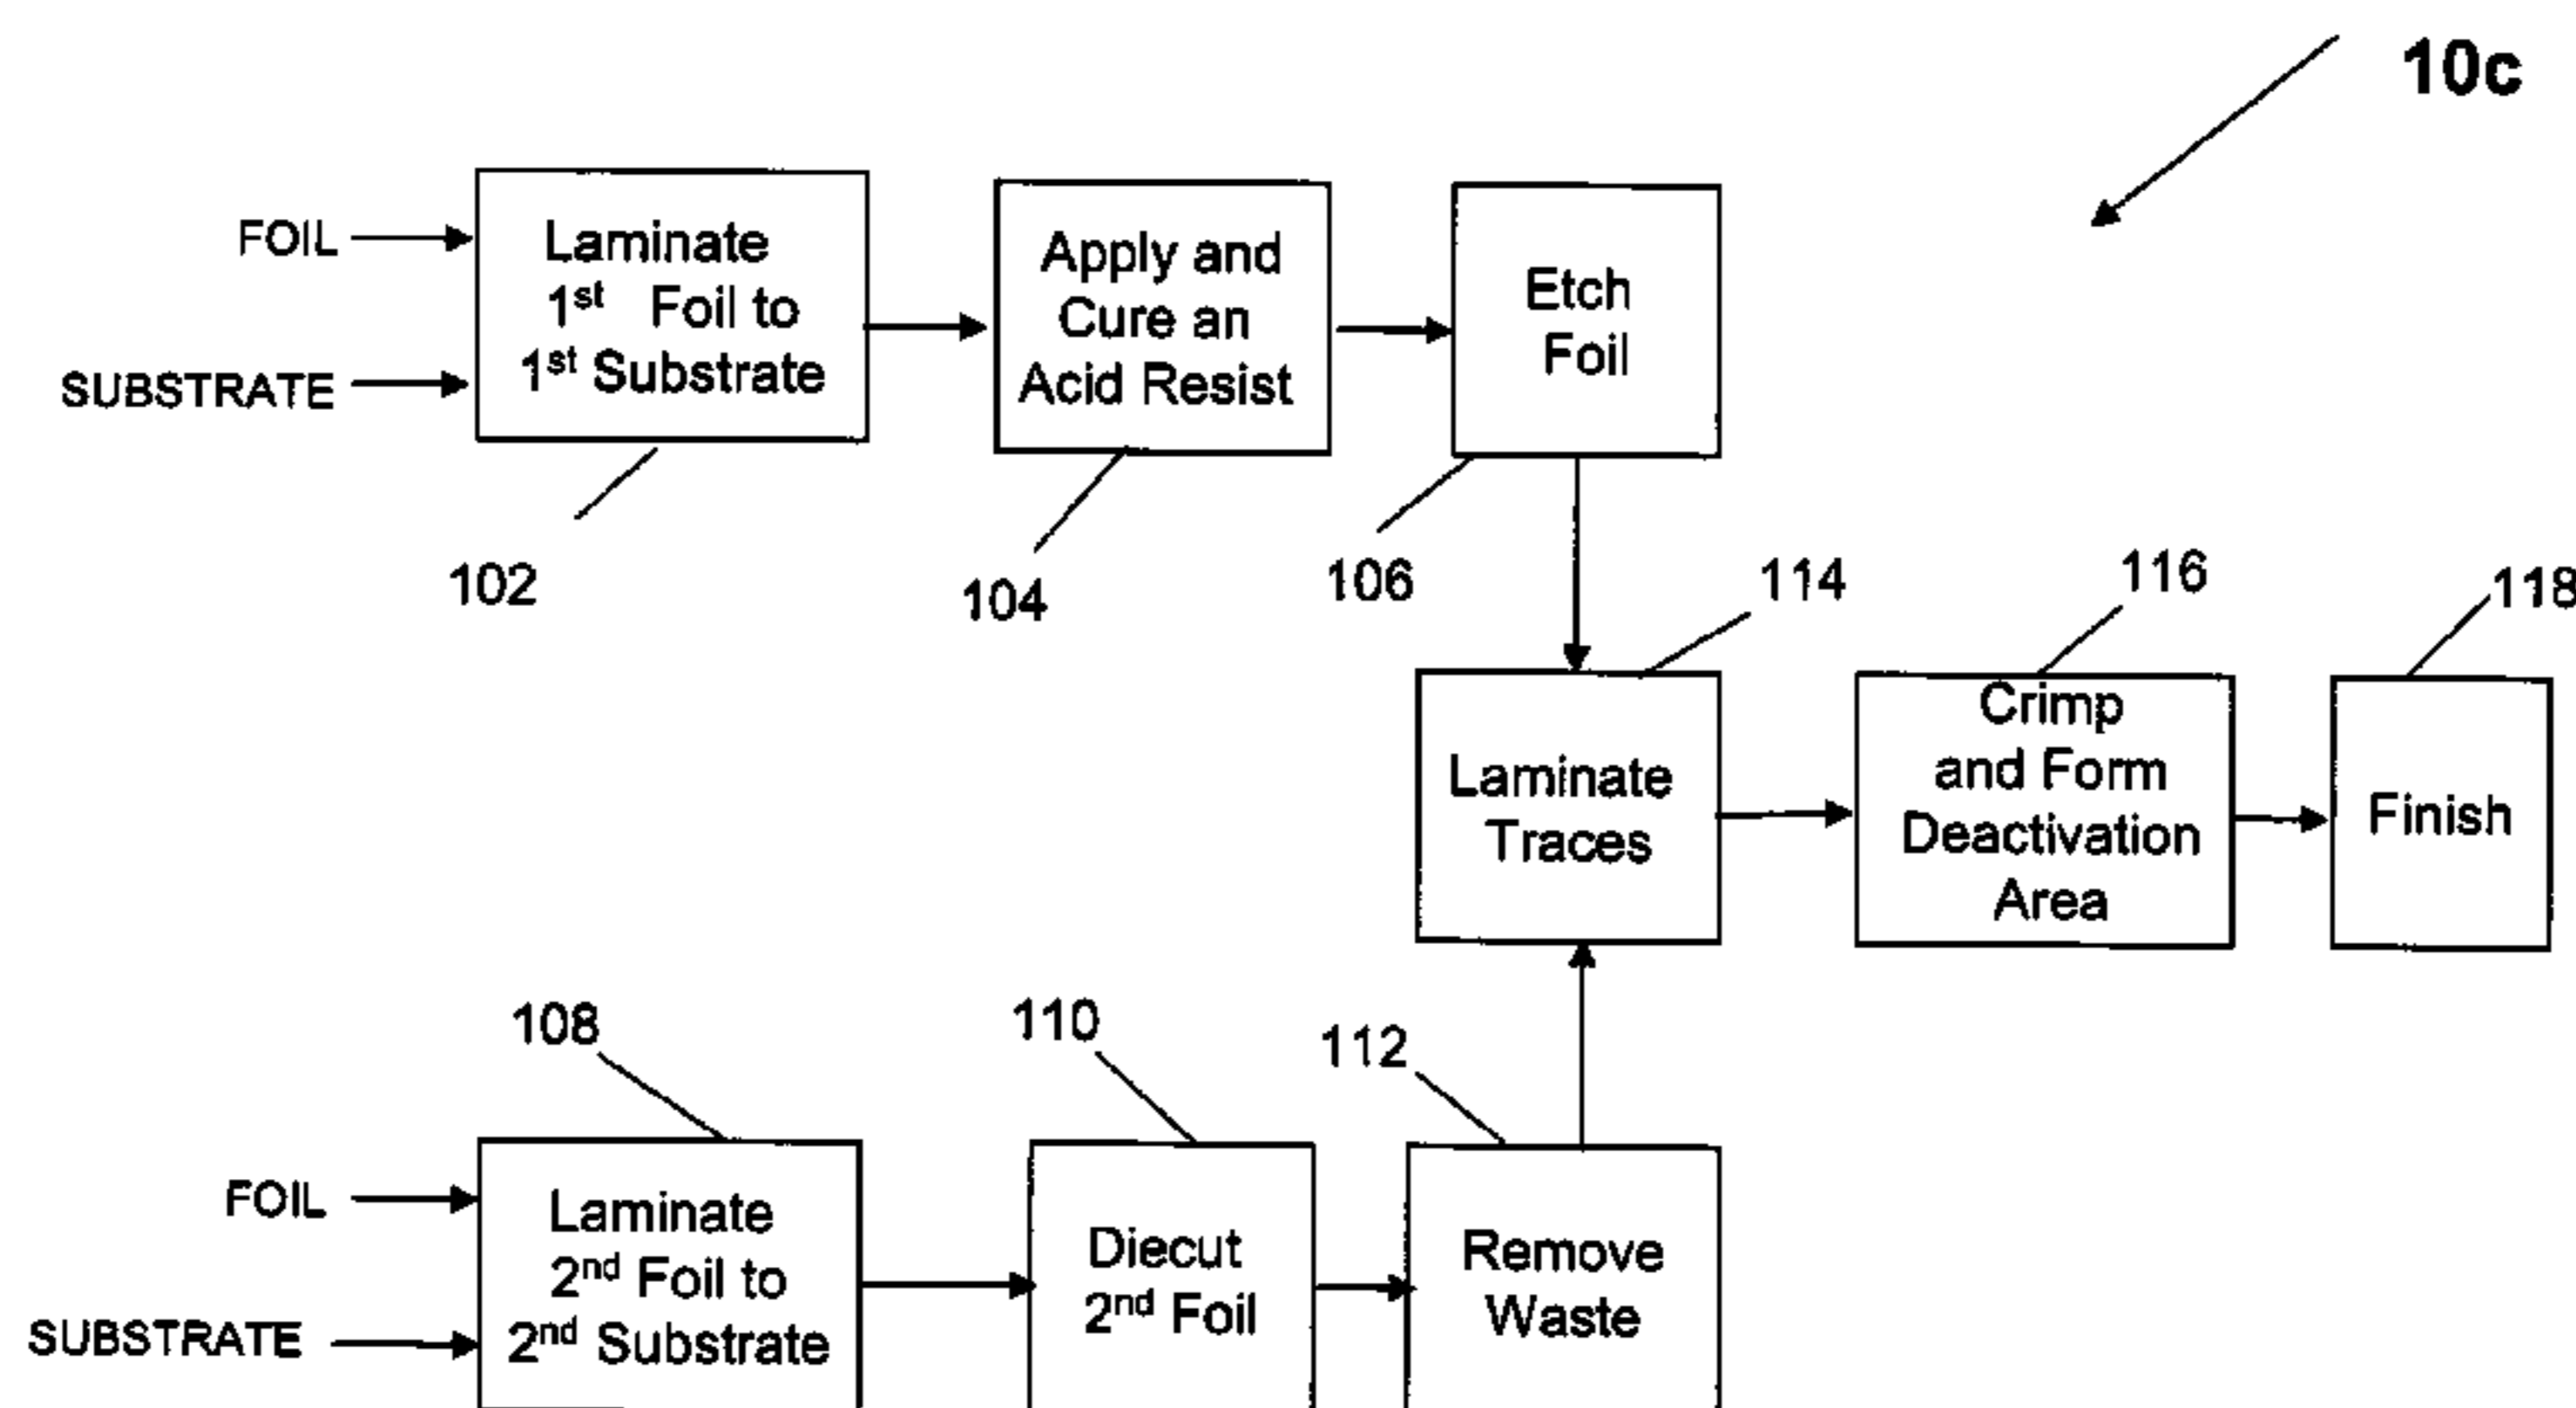 10c
FOIL
SUBSTRATE
Laminate
1st Foil to
1st Substrate
Apply and
Cure an
Acid Resist
Etch
Foil
102
104
106
114
116
118
Laminate
Traces
Crimp
and Form
Deactivation
Area
Finish
108
110
112
FOIL
SUBSTRATE
Laminate
2nd Foil to
2nd Substrate
Diecut
2nd Foil
Remove
Waste